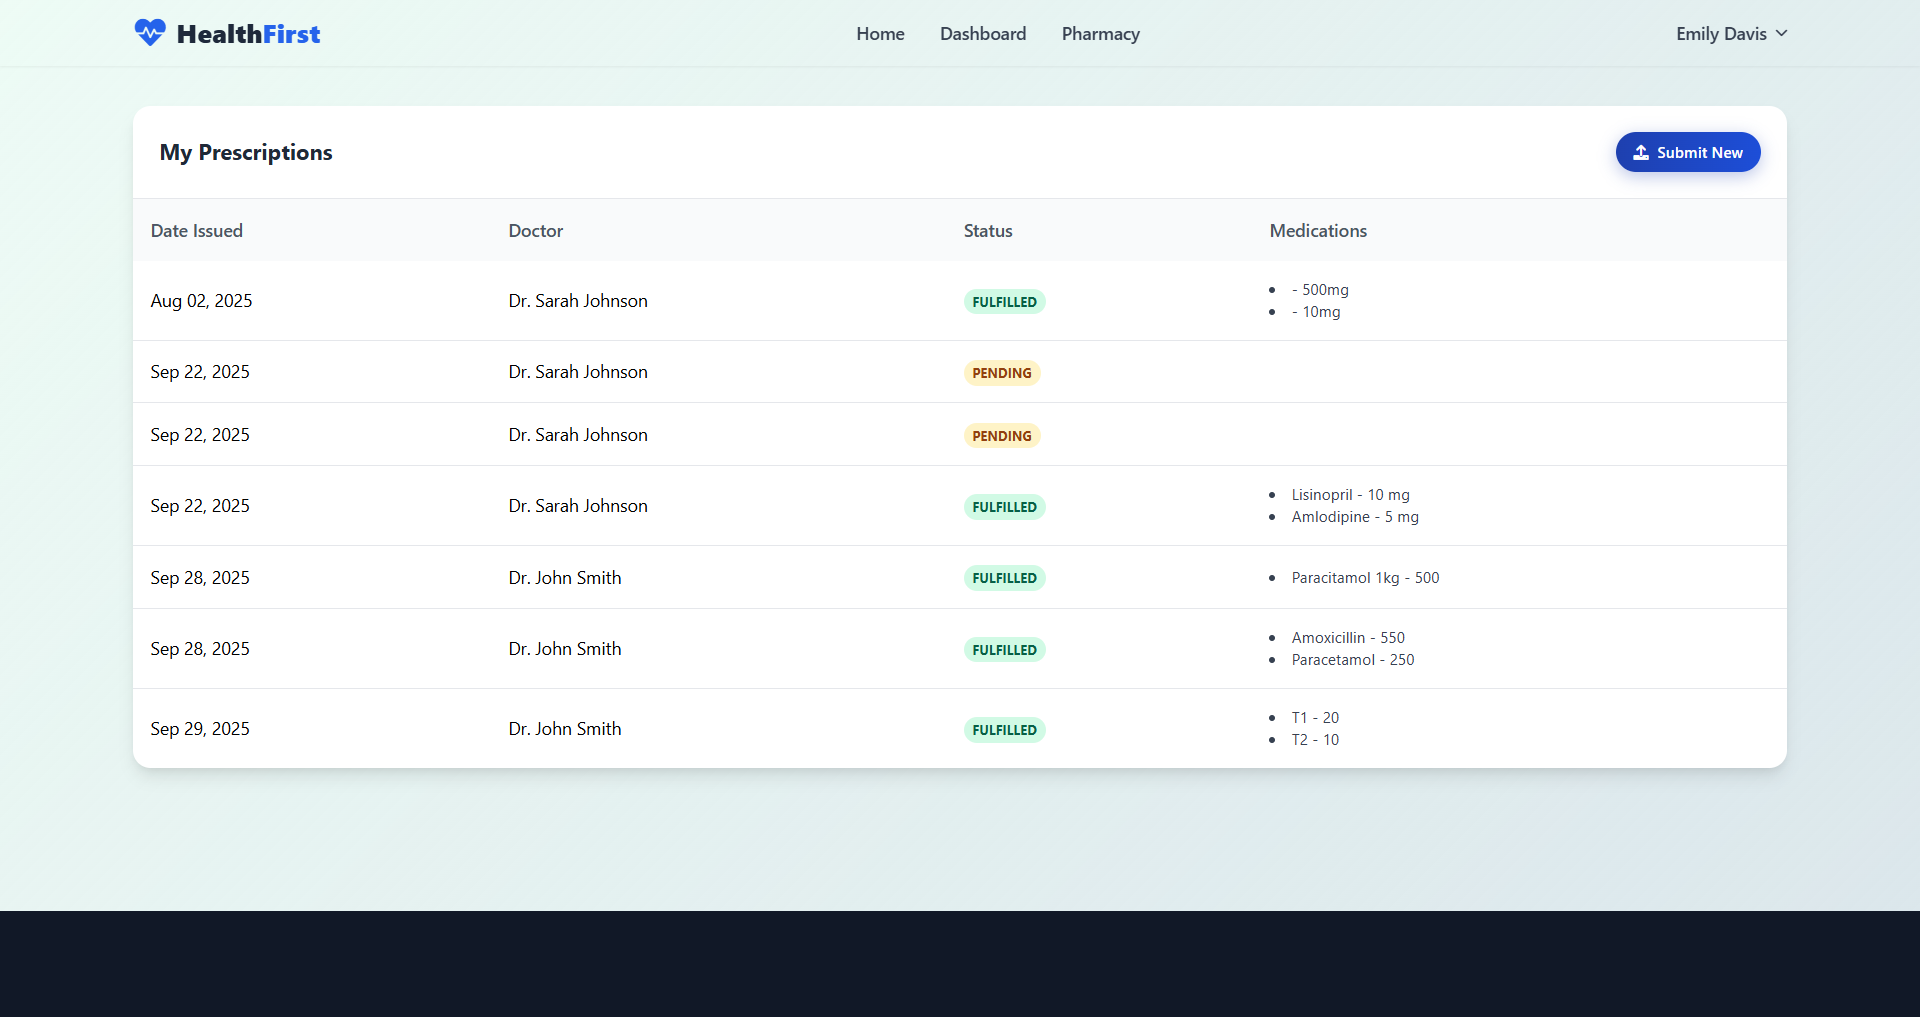 HealthFirst Home Dashboard Pharmacy Emily Davis
My Prescriptions Submit New
Date Issued Doctor Status Medications
Aug 02, 2025 Dr. Sarah Johnson FULFILLED
- 500mg
- 10mg
Sep 22, 2025 Dr. Sarah Johnson PENDING
Sep 22, 2025 Dr. Sarah Johnson PENDING
Sep 22, 2025 Dr. Sarah Johnson FULFILLED
Lisinopril - 10 mg
Amlodipine - 5 mg
Sep 28, 2025 Dr. John Smith FULFILLED
Paracitamol 1kg - 500
Sep 28, 2025 Dr. John Smith FULFILLED
Amoxicillin - 550
Paracetamol - 250
Sep 29, 2025 Dr. John Smith FULFILLED
T1 - 20
T2 - 10